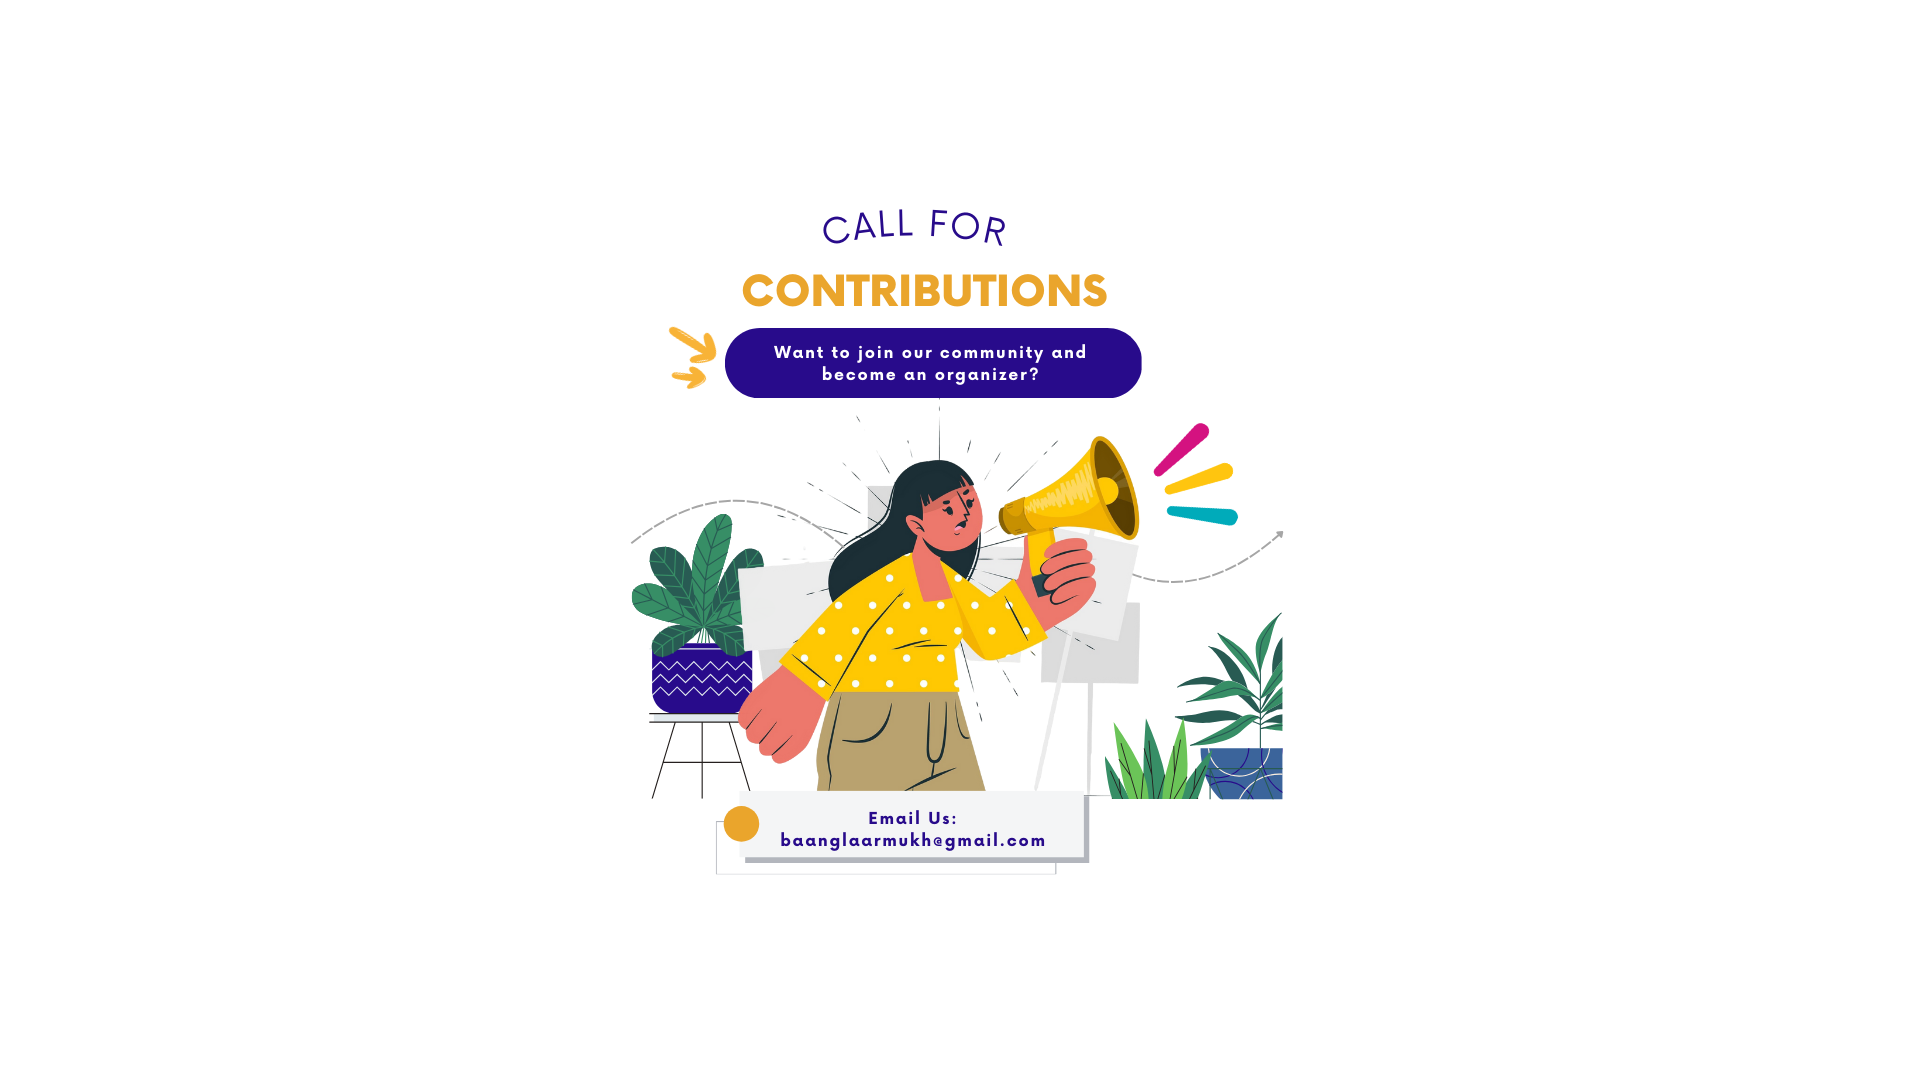 CALL FOR
CONTRIBUTIONS
Want to join our community and
become an organizer?
Email Us:
baanglaarmukh@gmail.com